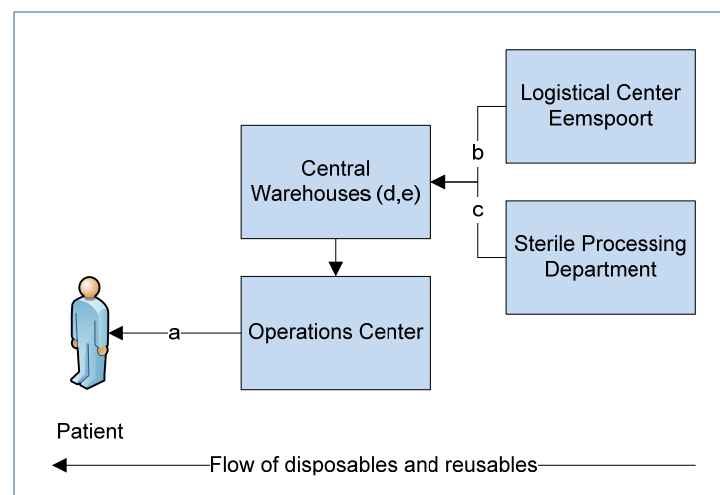 Logistical Center
Eemspoort
b
Central
Warehouses (d,e)
c
Sterile Processing
Department
a
Operations Center
Patient
Flow of disposables and reusables